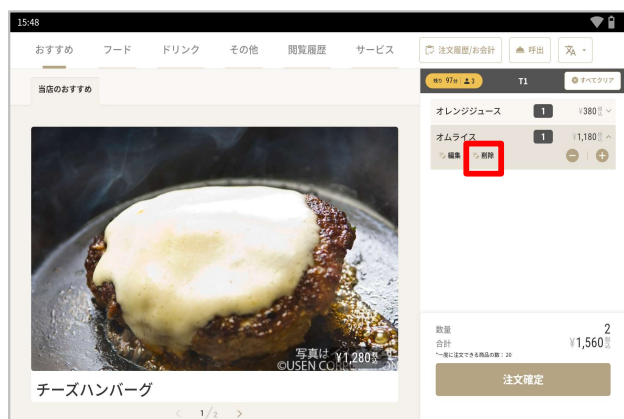 15:48
おすすめ フード ドリンク その他 閲覧履歴 サービス 注文履歴/お会計 呼出
当店のおすすめ
残り 97分 3 T1 すべてクリア
オレンジジュース 1 ¥380
オムライス 1 ¥1,180
編集 削除
写真は ¥1,280
©USEN
チーズハンバーグ
1/2
数量 2
合計 ¥1,560
*一度に注文できる商品の数：20
注文確定